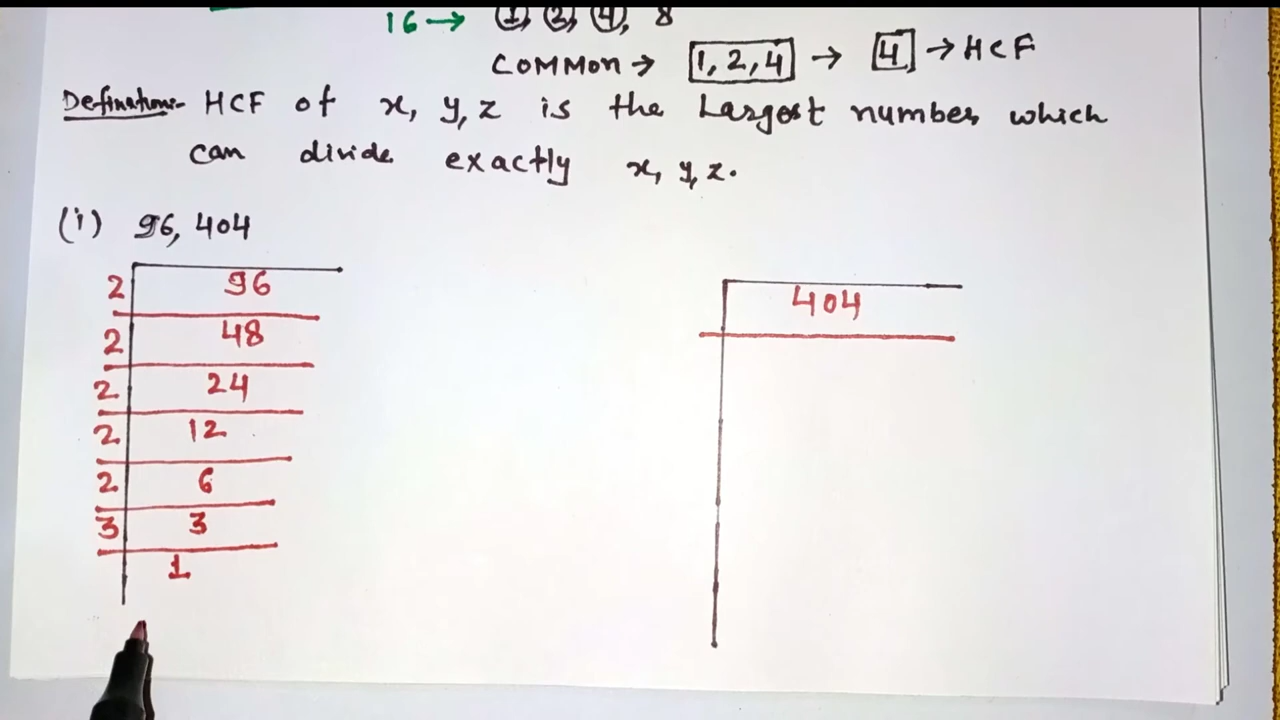 16→ 1, 2, 4, 8
COMMON→ 1, 2, 4 → 4 → HCF
HCF of x, y, z is the Largest number which
can divide exactly x, y, z.
(i) 96, 404
2 96
2 48
2 24
2 12
2 6
3 3
1
404